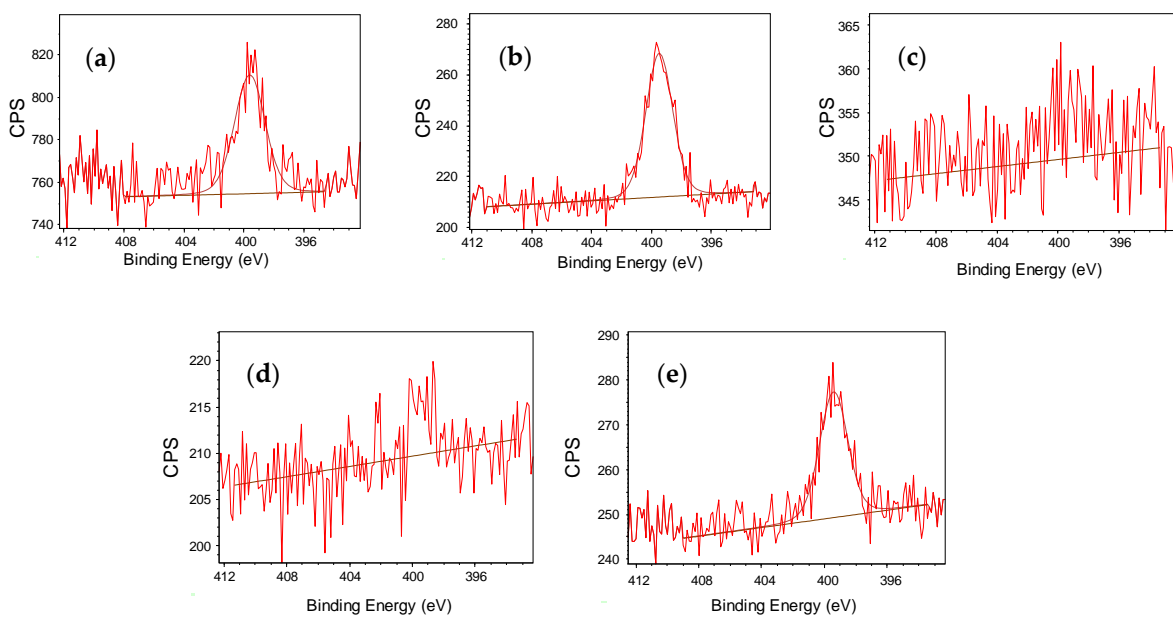 (a)
CPS
820
800
780
760
740
412 408 404 400 396
Binding Energy (eV)
(b)
CPS
280
260
240
220
200
412 408 404 400 396
Binding Energy (eV)
(c)
CPS
365
360
355
350
345
412 408 404 400 396
Binding Energy (eV)
(d)
CPS
220
215
210
205
200
412 408 404 400 396
Binding Energy (eV)
(e)
CPS
290
280
270
260
250
240
412 408 404 400 396
Binding Energy (eV)